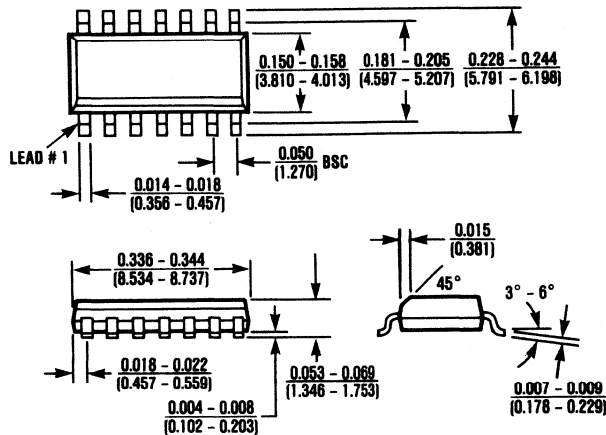 0.150 – 0.158
(3.810 – 4.013)
0.181 – 0.205
(4.597 – 5.207)
0.228 – 0.244
(5.791 – 6.198)
LEAD # 1
0.050
(1.270)
BSC
0.014 – 0.018
(0.356 – 0.457)
0.336 – 0.344
(8.534 – 8.737)
0.015
(0.381)
45°
3° – 6°
0.018 – 0.022
(0.457 – 0.559)
0.053 – 0.069
(1.346 – 1.753)
0.004 – 0.008
(0.102 – 0.203)
0.007 – 0.009
(0.178 – 0.229)